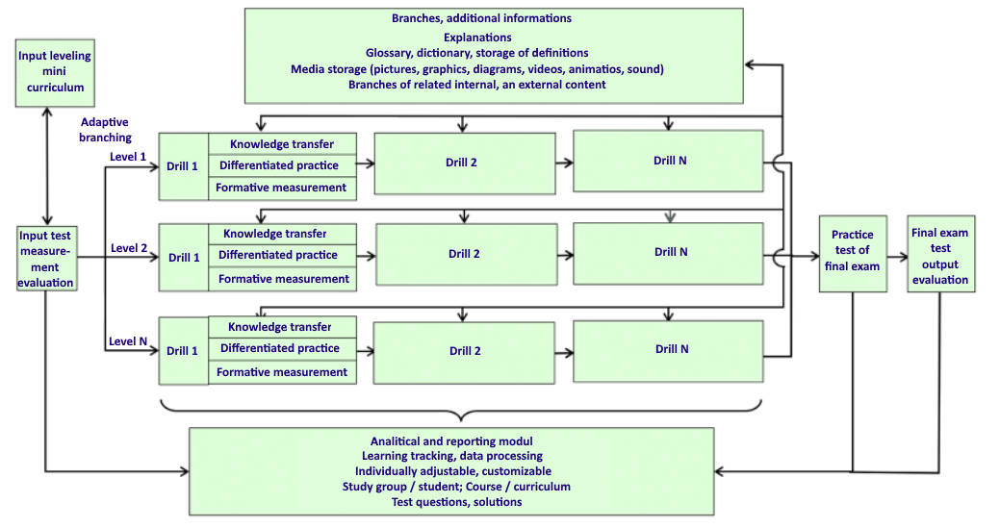 Branches, additional informations
Explanations
Glossary, dictionary, storage of definitions
Media storage (pictures, graphics, diagrams, videos, animatios, sound)
Branches of related internal, an external content
Input leveling
mini
curriculum
Adaptive
branching
Level 1
Drill 1
Knowledge transfer
Differentiated practice
Formative measurement
Drill 2
Drill N
Input test
measure-
ment
evaluation
Level 2
Drill 1
Knowledge transfer
Differentiated practice
Formative measurement
Drill 2
Drill N
Practice
test of
final exam
Final exam
test
output
evaluation
Level N
Drill 1
Knowledge transfer
Differentiated practice
Formative measurement
Drill 2
Drill N
Analitical and reporting modul
Learning tracking, data processing
Individually adjustable, customizable
Study group / student; Course / curriculum
Test questions, solutions